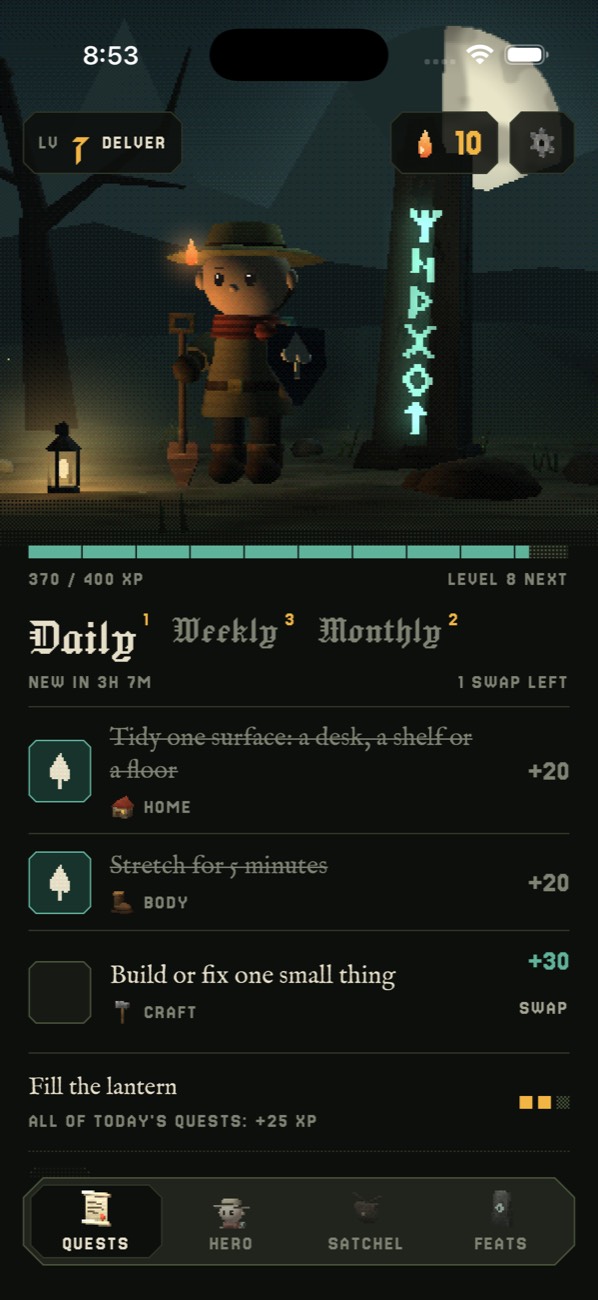 8:53
LV 7 DELVER
10
370 / 400 XP
LEVEL 8 NEXT
Daily 1 Weekly 3 Monthly 2
NEW IN 3H 7M
1 SWAP LEFT
Tidy one surface: a desk, a shelf or
a floor
+20
HOME
Stretch for 5 minutes
+20
BODY
Build or fix one small thing
+30
CRAFT
SWAP
Fill the lantern
ALL OF TODAY'S QUESTS: +25 XP
QUESTS
HERO
SATCHEL
FEATS